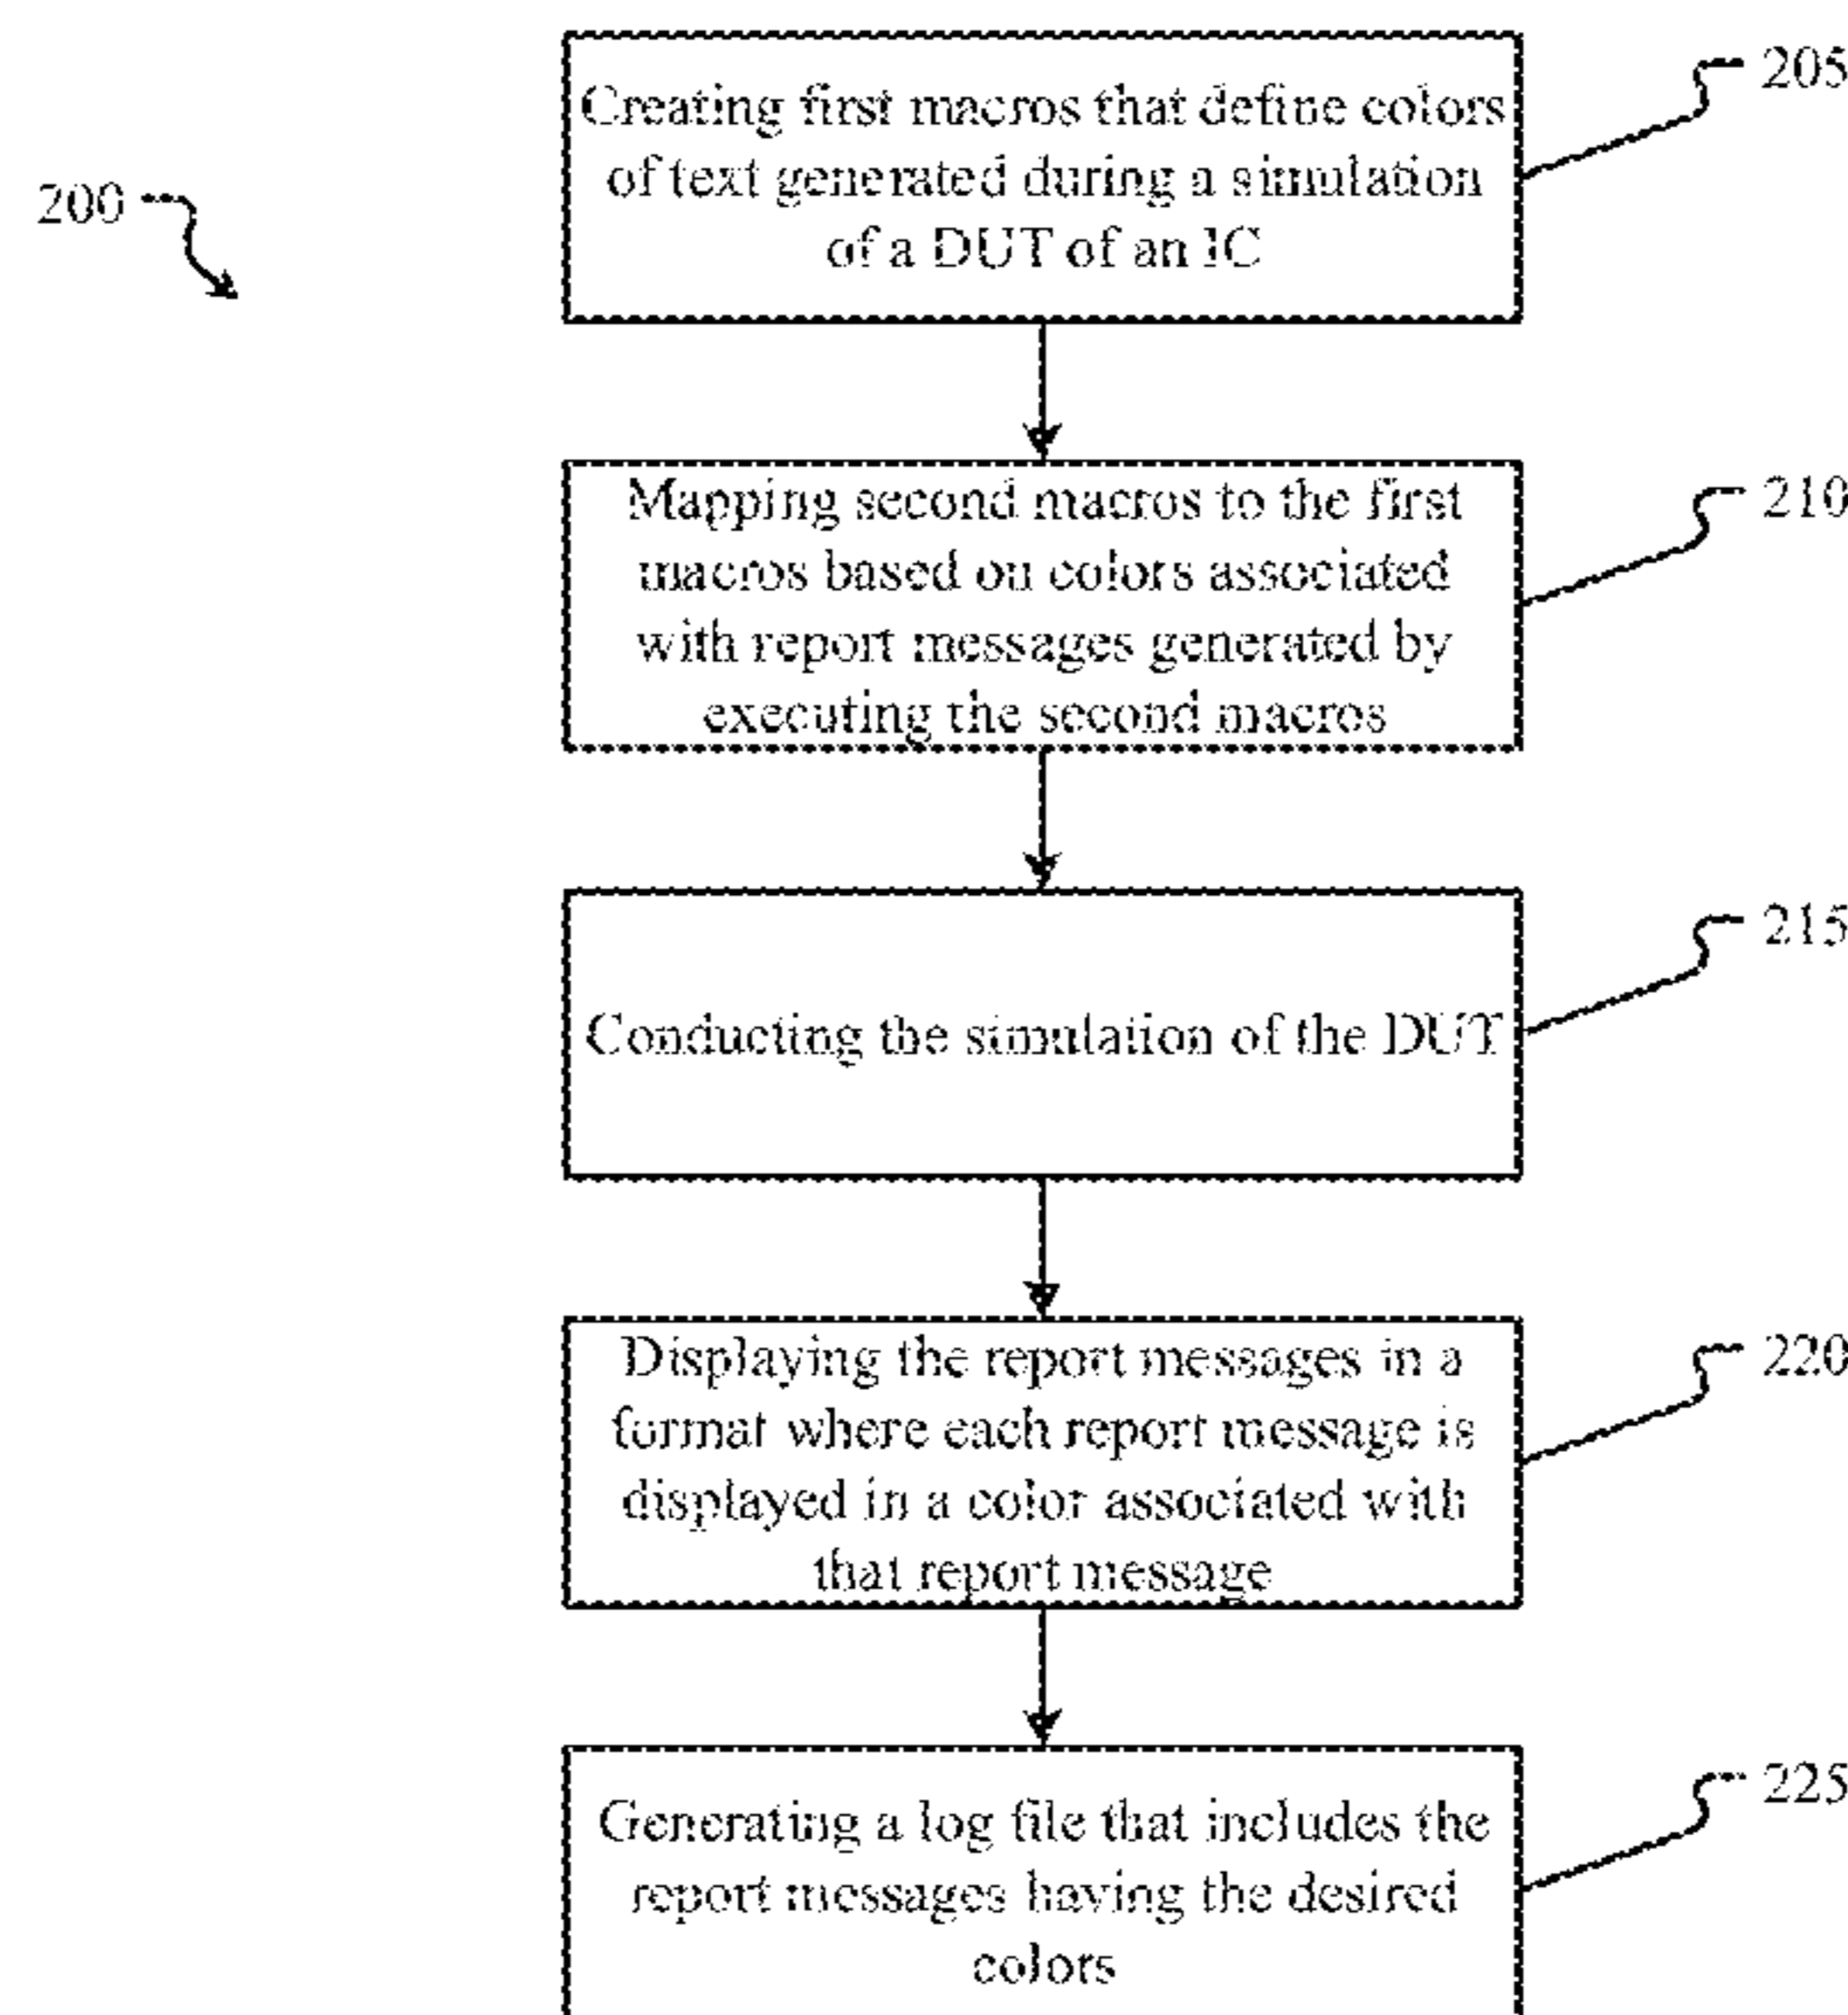 205
Creating first macros that define colors
of text generated during a simulation
of a DUT of an IC
200
210
Mapping second macros to the first
macros based on colors associated
with report messages generated by
executing the second macros
215
Conducting the simulation of the DUT
220
Displaying the report messages in a
format where each report message is
displayed in a color associated with
that report message
225
Generating a log file that includes the
report messages having the desired
colors